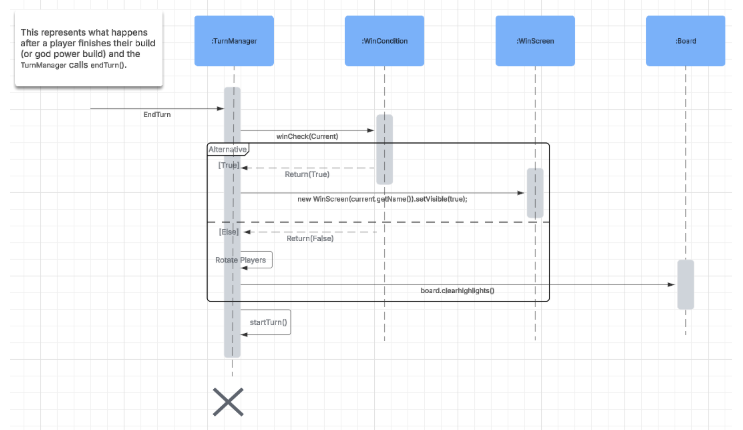 This represents what happens
after a player finishes their build
(or god power build) and the
TurnManager calls endTurn().
:TurnManager
:WinCondition
:WinScreen
:Board
EndTurn
winCheck(Current)
Alternative
[True]
Return(True)
new WinScreen(current.getName()).setVisible(true);
[Else]
Return(False)
Rotate Players
board.clearhighlights()
startTurn()